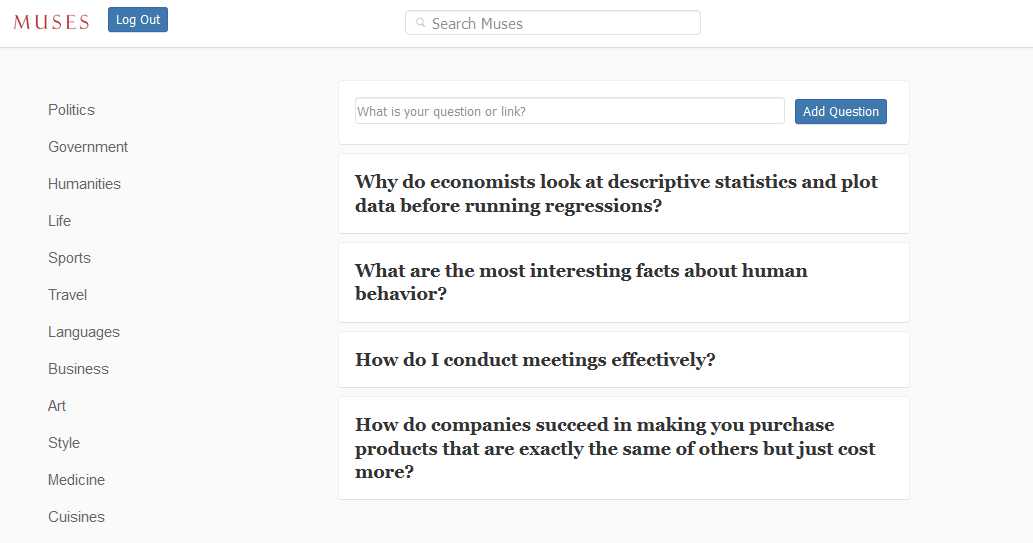 MUSES
Log Out
Search Muses
Politics
Government
Humanities
Life
Sports
Travel
Languages
Business
Art
Style
Medicine
Cuisines
What is your question or link?
Add Question
Why do economists look at descriptive statistics and plot
data before running regressions?
What are the most interesting facts about human
behavior?
How do I conduct meetings effectively?
How do companies succeed in making you purchase
products that are exactly the same of others but just cost
more?